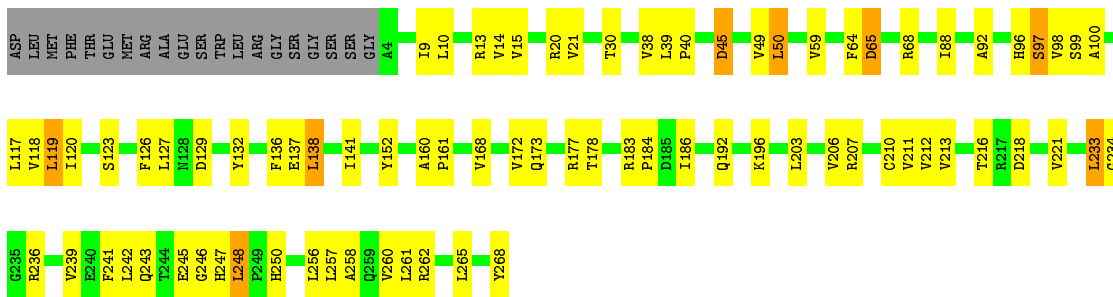 ASP LEU MET PHE THR GLU MET ARG ALA GLU SER TRP LEU ARG GLY SER GLY SER SER GLY A4 I9 L10 R13 V14 V15 R20 V21 T30 V38 L39 P40 D45 V49 L50 V59 F64 D65 R68 I88 A92 H96 S97 V98 S99 A100
L117 V118 L119 I120 S123 F126 L127 N128 D129 Y132 F136 E137 L138 I141 Y152 A160 P161 V168 V172 Q173 R177 T178 R183 P184 D185 I186 Q192 K196 L203 V206 R207 C210 V211 V212 V213 T216 R217 D218 V221 L233
G235 R236 V239 E240 F241 L242 Q243 T244 E245 G246 H247 L248 P249 H250 L256 L257 A258 Q259 V260 L261 R262 L265 Y268